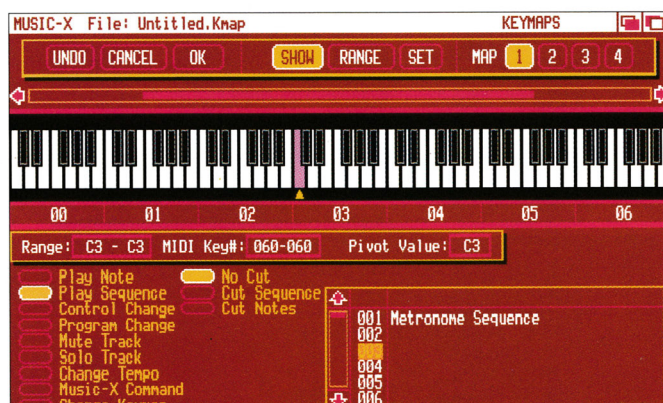 MUSIC-X File: Untitled.Kmap KEYMAPS
UNDO CANCEL OK SHOW RANGE SET MAP 1 2 3 4
00 01 02 03 04 05 06
Range: C3 - C3 MIDI Key#: 060-060 Pivot Value: C3
Play Note No Cut
Play Sequence Cut Sequence
Control Change Cut Notes
Program Change
Mute Track
Solo Track
Change Tempo
Music-X Command
Change Keymap
001 Metronome Sequence
002
003
004
005
006